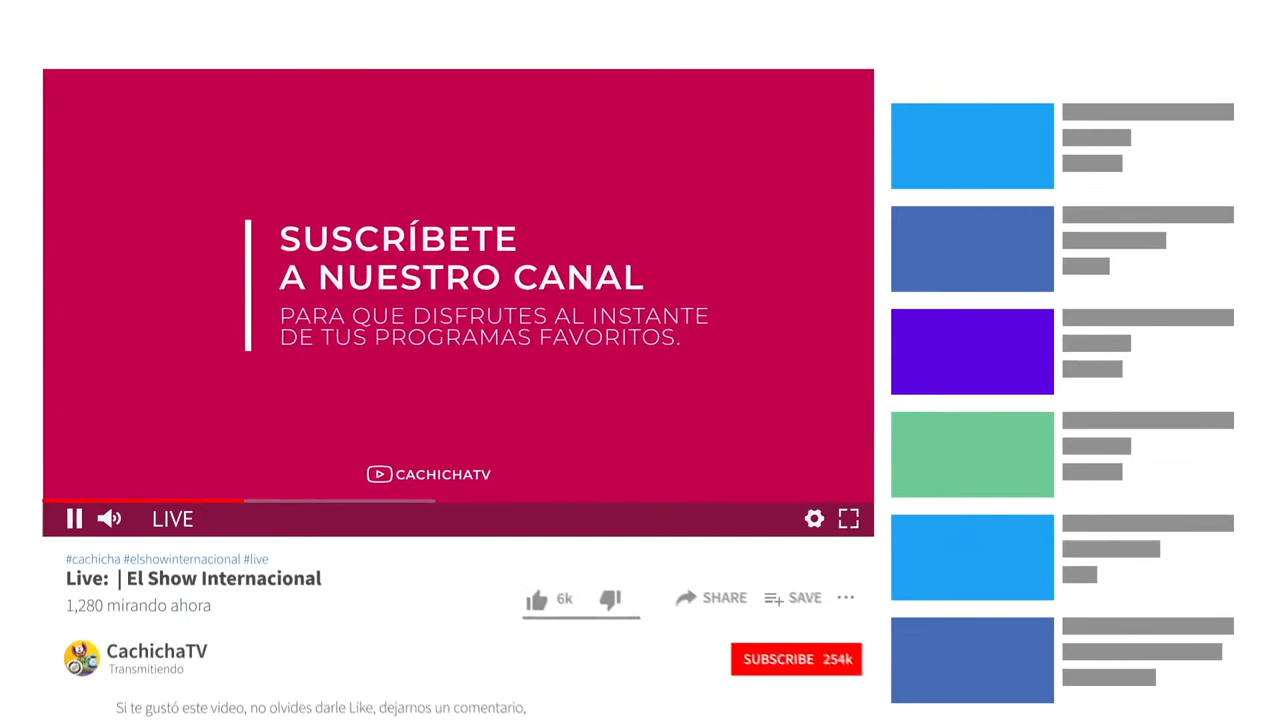 SUSCRÍBETE
A NUESTRO CANAL
PARA QUE DISFRUTES AL INSTANTE
DE TUS PROGRAMAS FAVORITOS.
CACHICHATV
LIVE
#cachicha #elshowinternacional #live
Live: | El Show Internacional
1,280 mirando ahora
6k
SHARE
SAVE
CachichaTV
Transmitiendo
SUBSCRIBE 254k
Si te gustó este video, no olvides darle Like, dejarnos un comentario,